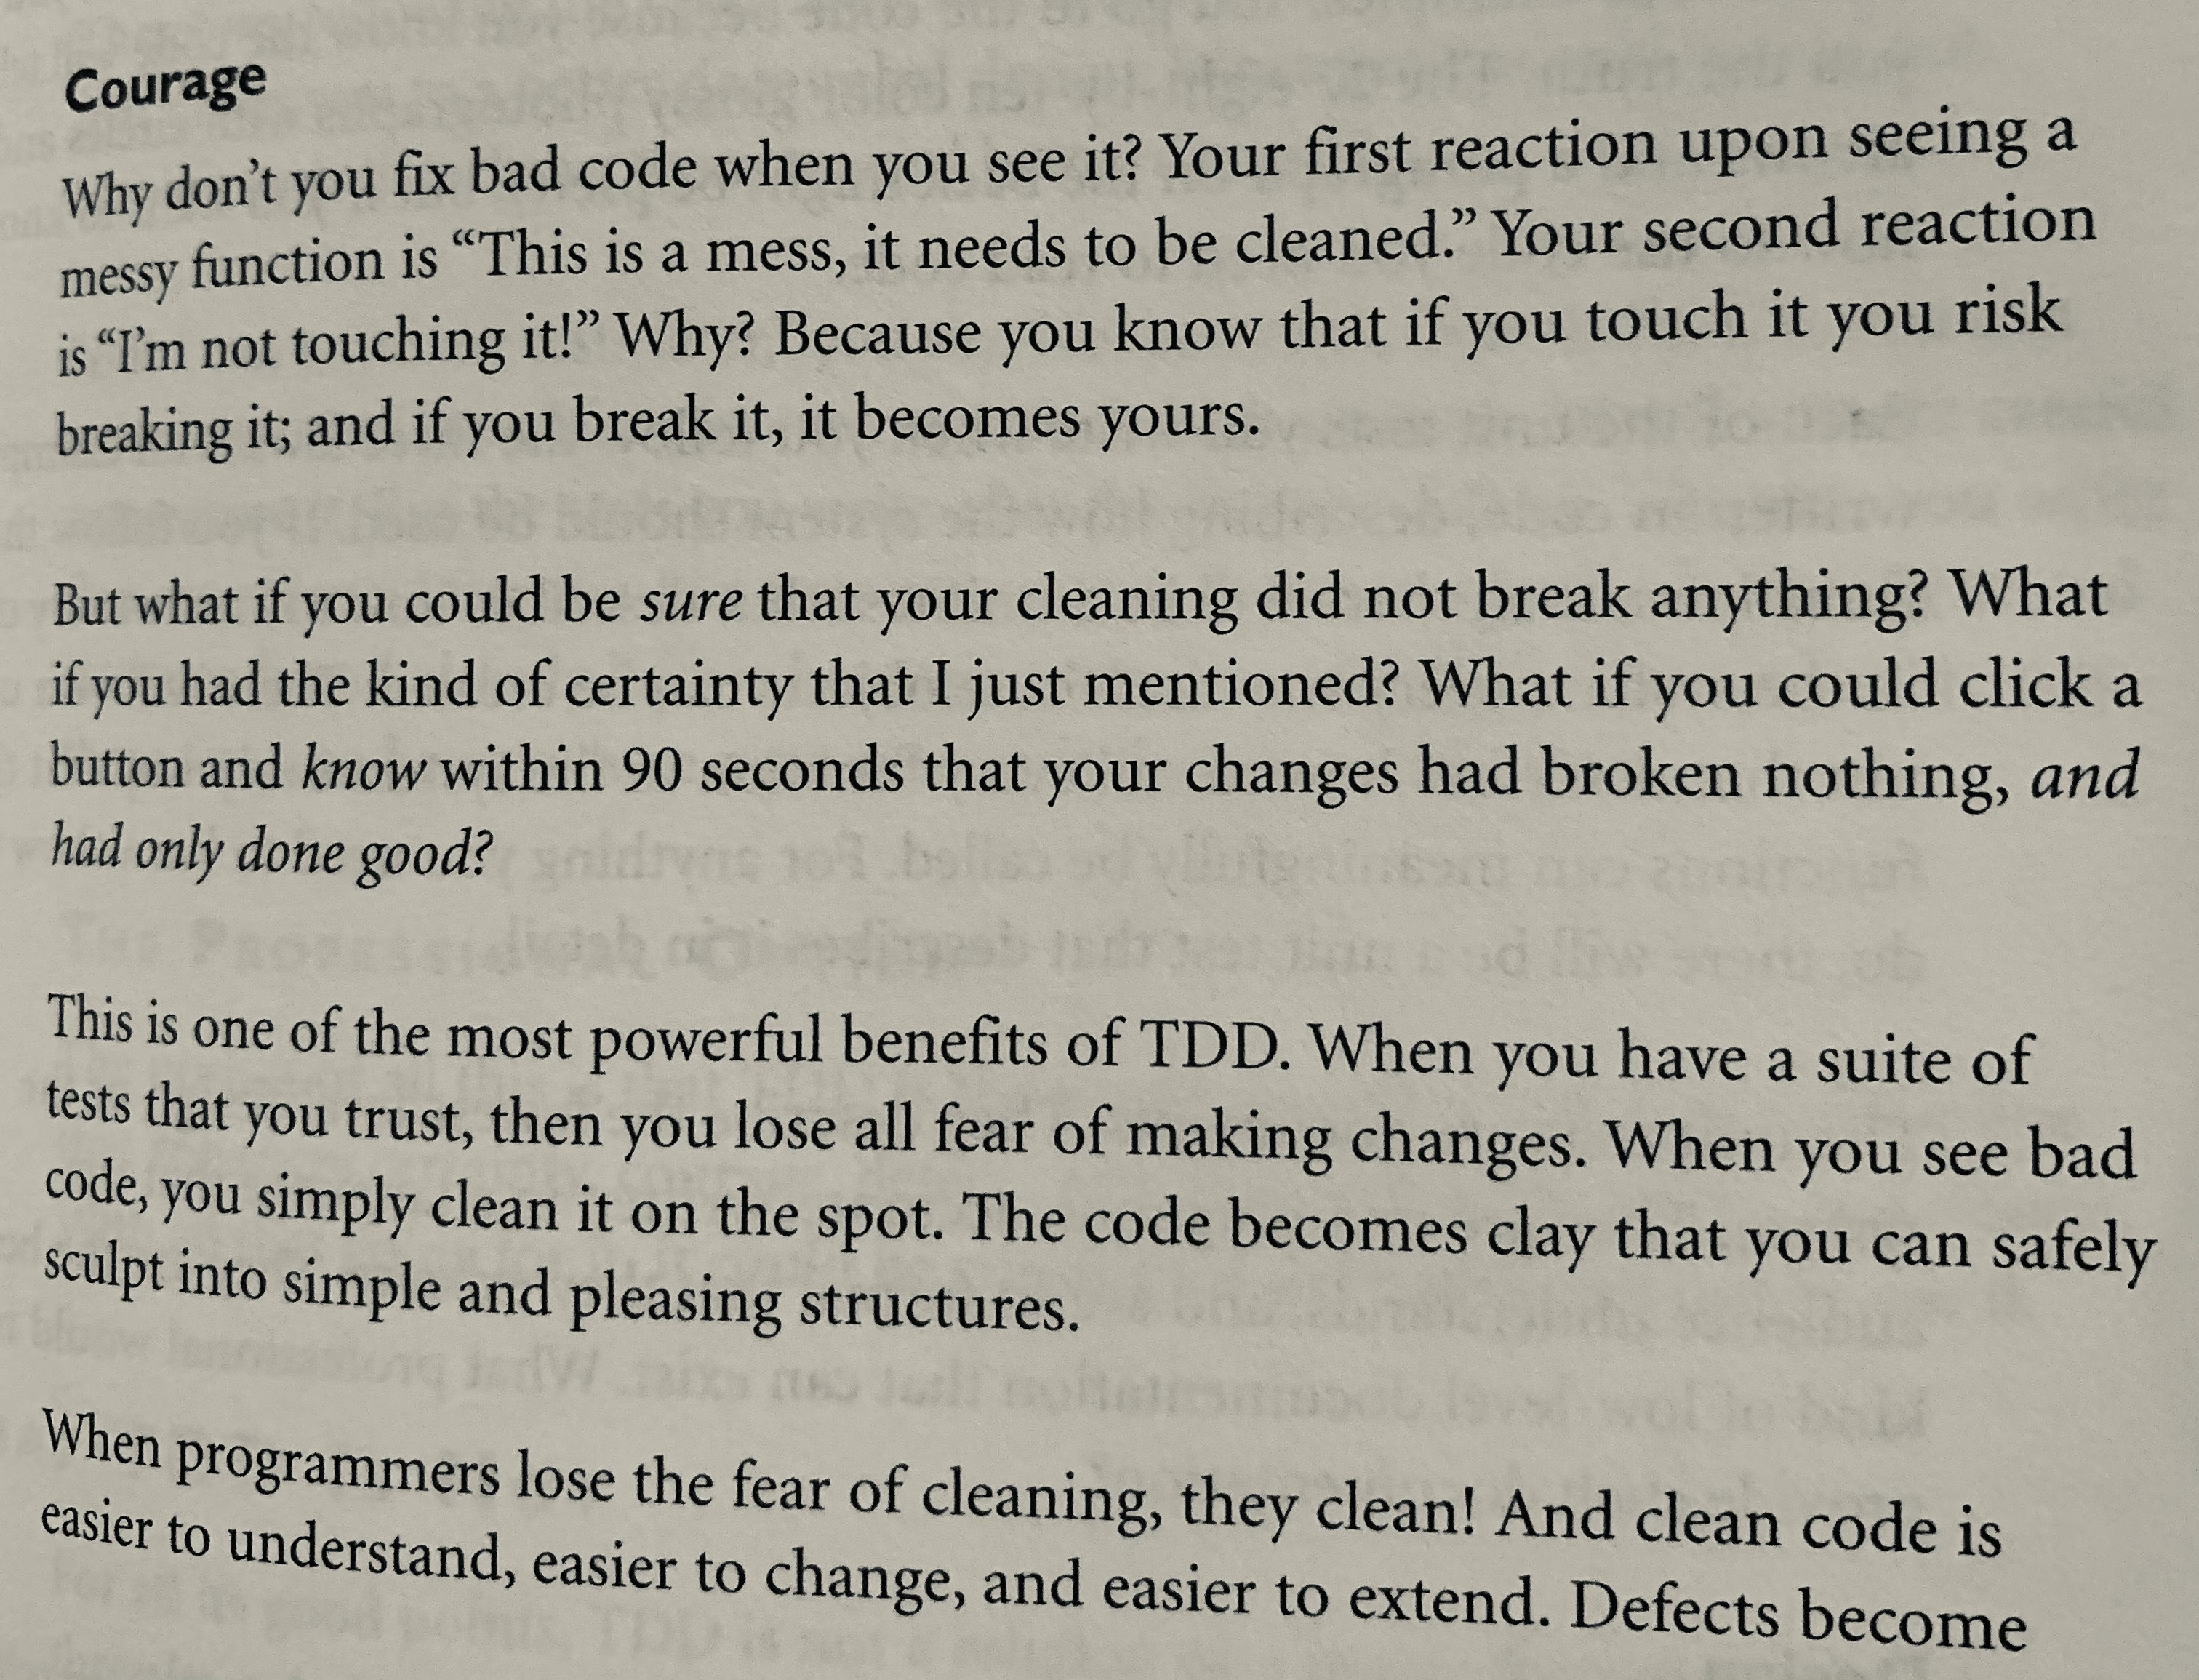 Courage
Why don’t you fix bad code when you see it? Your first reaction upon seeing a
messy function is “This is a mess, it needs to be cleaned.” Your second reaction
is “I’m not touching it!” Why? Because you know that if you touch it you risk
breaking it; and if you break it, it becomes yours.
But what if you could be sure that your cleaning did not break anything? What
if you had the kind of certainty that I just mentioned? What if you could click a
button and know within 90 seconds that your changes had broken nothing, and
had only done good?
This is one of the most powerful benefits of TDD. When you have a suite of
tests that you trust, then you lose all fear of making changes. When you see bad
code, you simply clean it on the spot. The code becomes clay that you can safely
sculpt into simple and pleasing structures.
When programmers lose the fear of cleaning, they clean! And clean code is
easier to understand, easier to change, and easier to extend. Defects become